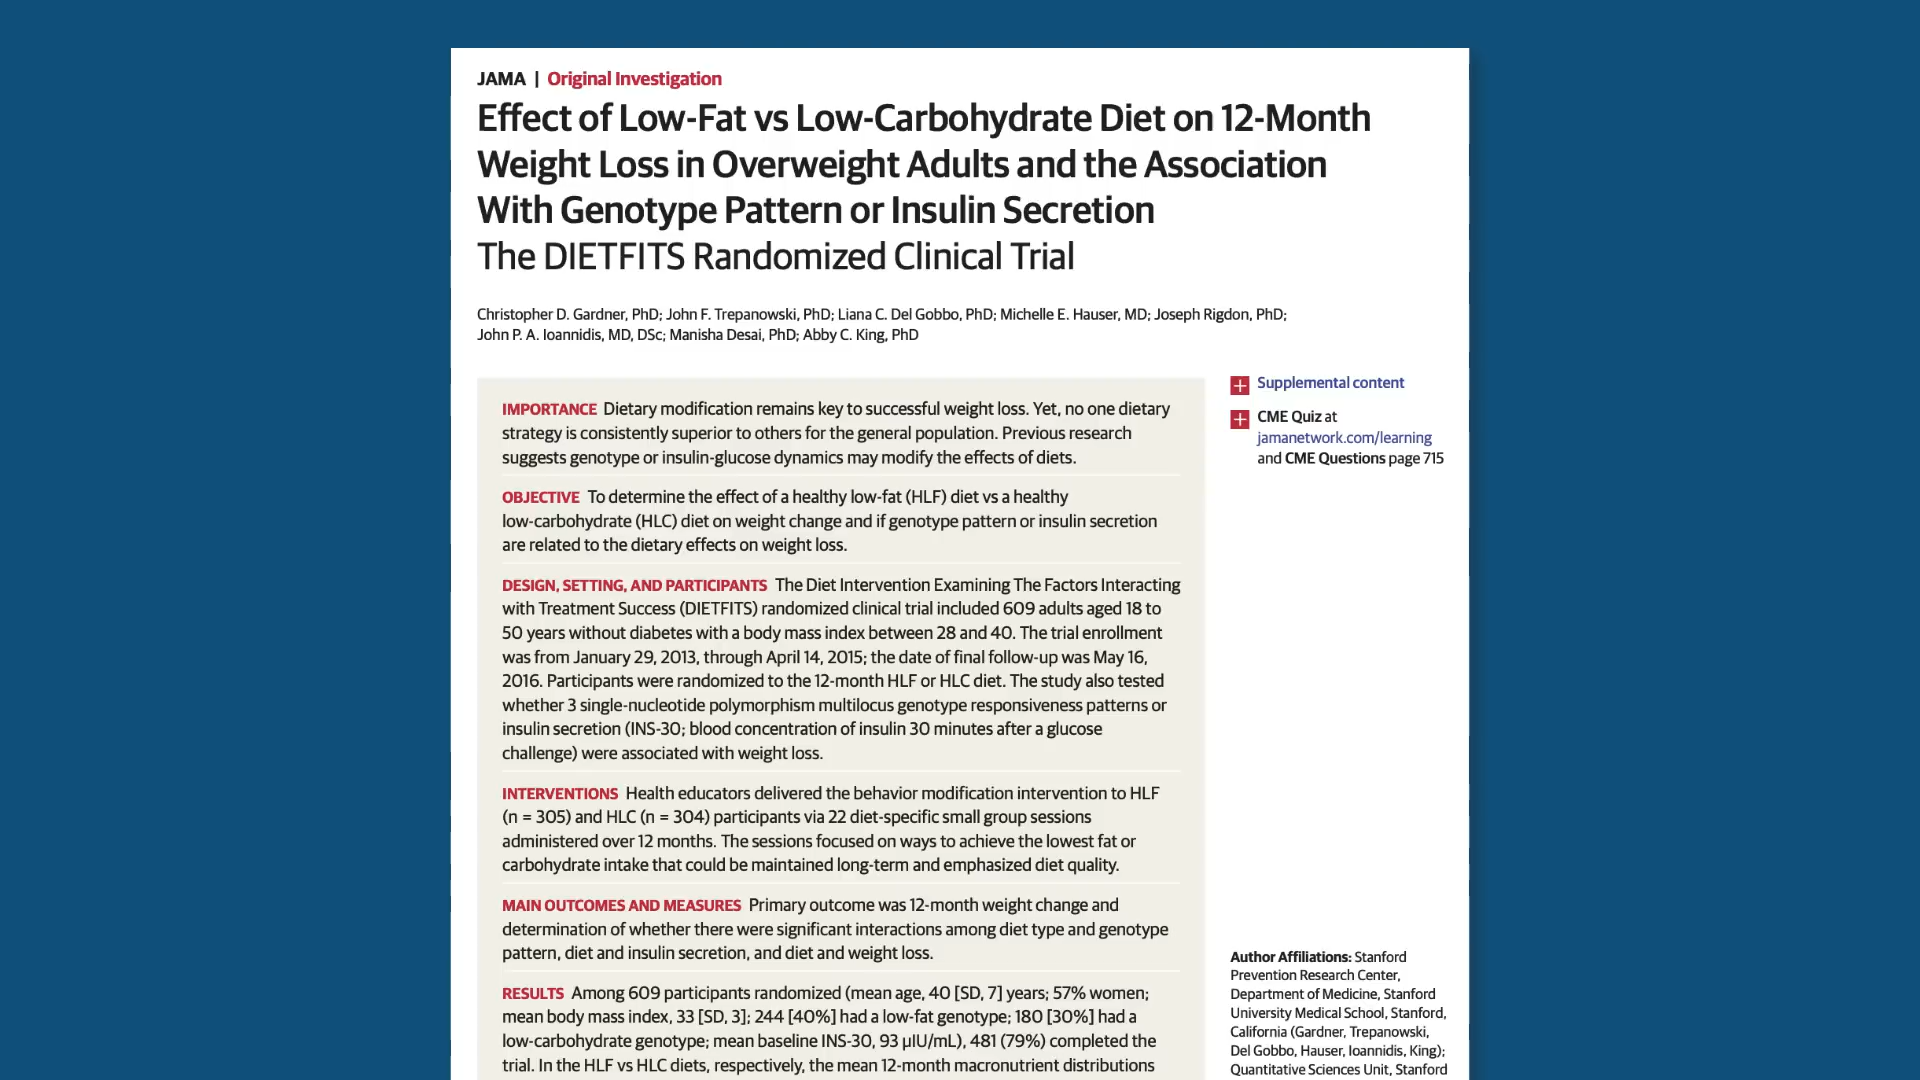 JAMA | Original Investigation
Effect of Low-Fat vs Low-Carbohydrate Diet on 12-Month
Weight Loss in Overweight Adults and the Association
With Genotype Pattern or Insulin Secretion
The DIETFITS Randomized Clinical Trial
Christopher D. Gardner, PhD; John F. Trepanowski, PhD; Liana C. Del Gobbo, PhD; Michelle E. Hauser, MD; Joseph Rigdon, PhD;
John P. A. Ioannidis, MD, DSc; Manisha Desai, PhD; Abby C. King, PhD
IMPORTANCE Dietary modification remains key to successful weight loss. Yet, no one dietary
strategy is consistently superior to others for the general population. Previous research
suggests genotype or insulin-glucose dynamics may modify the effects of diets.
OBJECTIVE To determine the effect of a healthy low-fat (HLF) diet vs a healthy
low-carbohydrate (HLC) diet on weight change and if genotype pattern or insulin secretion
are related to the dietary effects on weight loss.
DESIGN, SETTING, AND PARTICIPANTS The Diet Intervention Examining The Factors Interacting
with Treatment Success (DIETFITS) randomized clinical trial included 609 adults aged 18 to
50 years without diabetes with a body mass index between 28 and 40. The trial enrollment
was from January 29, 2013, through April 14, 2015; the date of final follow-up was May 16,
2016. Participants were randomized to the 12-month HLF or HLC diet. The study also tested
whether 3 single-nucleotide polymorphism multilocus genotype responsiveness patterns or
insulin secretion (INS-30; blood concentration of insulin 30 minutes after a glucose
challenge) were associated with weight loss.
INTERVENTIONS Health educators delivered the behavior modification intervention to HLF
(n = 305) and HLC (n = 304) participants via 22 diet-specific small group sessions
administered over 12 months. The sessions focused on ways to achieve the lowest fat or
carbohydrate intake that could be maintained long-term and emphasized diet quality.
MAIN OUTCOMES AND MEASURES Primary outcome was 12-month weight change and
determination of whether there were significant interactions among diet type and genotype
pattern, diet and insulin secretion, and diet and weight loss.
RESULTS Among 609 participants randomized (mean age, 40 [SD, 7] years; 57% women;
mean body mass index, 33 [SD, 3]; 244 [40%] had a low-fat genotype; 180 [30%] had a
low-carbohydrate genotype; mean baseline INS-30, 93 μIU/mL), 481 (79%) completed the
trial. In the HLF vs HLC diets, respectively, the mean 12-month macronutrient distributions
Supplemental content
CME Quiz at
jamanetwork.com/learning
and CME Questions page 715
Author Affiliations: Stanford
Prevention Research Center,
Department of Medicine, Stanford
University Medical School, Stanford,
California (Gardner, Trepanowski,
Del Gobbo, Hauser, Ioannidis, King);
Quantitative Sciences Unit, Stanford